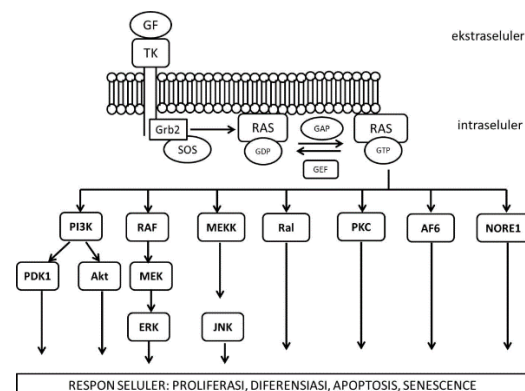 GF
ekstraseluler
TK
Grb2
SOS
RAS
GDP
GAP
GEF
RAS
GTP
intraseluler
PI3K
RAF
MEKK
Ral
PKC
AF6
NORE1
PDK1
Akt
MEK
ERK
JNK
RESPON SELULER: PROLIFERASI, DIFERENSIASI, APOPTOSIS, SENESCENCE